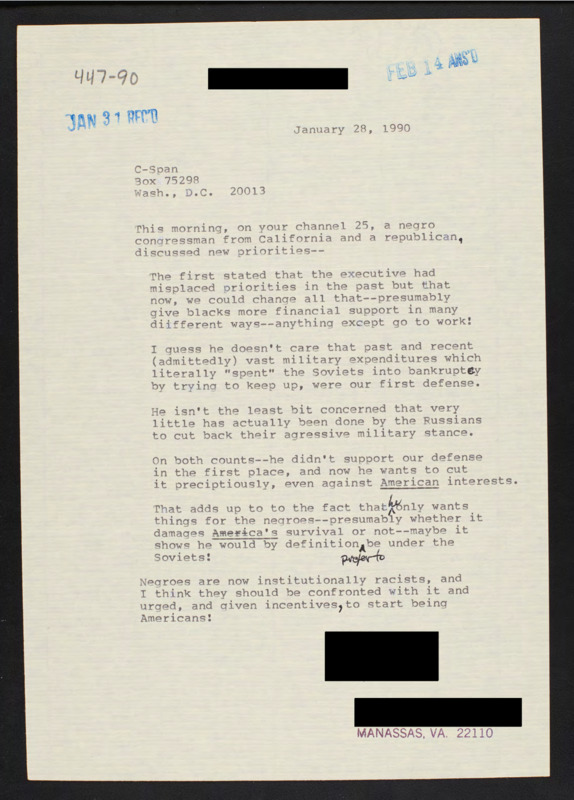 447-90
FEB 14 ANS'D
JAN 31 REC'D
January 28, 1990
C-Span
Box 75298
Wash., D.C. 20013
This morning, on your channel 25, a negro
congressman from California and a republican,
discussed new priorities--
The first stated that the executive had
misplaced priorities in the past but that
now, we could change all that--presumably
give blacks more financial support in many
diifferent ways--anything except go to work!
I guess he doesn't care that past and recent
(admittedly) vast military expenditures which
literally "spent" the Soviets into bankruptcy
by trying to keep up, were our first defense.
He isn't the least bit concerned that very
little has actually been done by the Russians
to cut back their agressive military stance.
On both counts--he didn't support our defense
in the first place, and now he wants to cut
it preciptiously, even against American interests.
That adds up to to the fact that he only wants
things for the negroes--presumably whether it
damages America's survival or not--maybe it
shows he would by definition prefer to be under the
Soviets!
Negroes are now institutionally racists, and
I think they should be confronted with it and
urged, and given incentives, to start being
Americans!
MANASSAS, VA. 22110